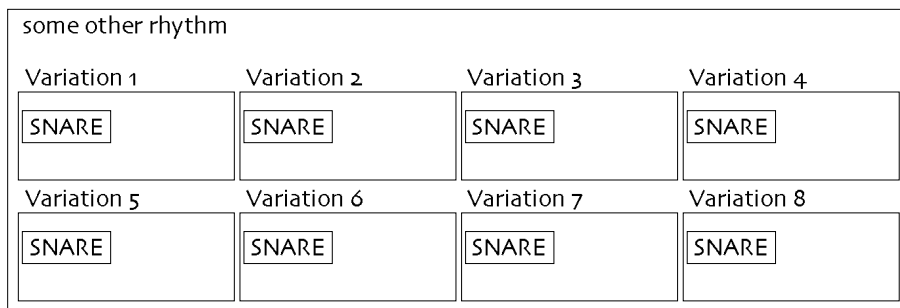 some other rhythm
Variation 1 Variation 2 Variation 3 Variation 4
SNARE SNARE SNARE SNARE
Variation 5 Variation 6 Variation 7 Variation 8
SNARE SNARE SNARE SNARE